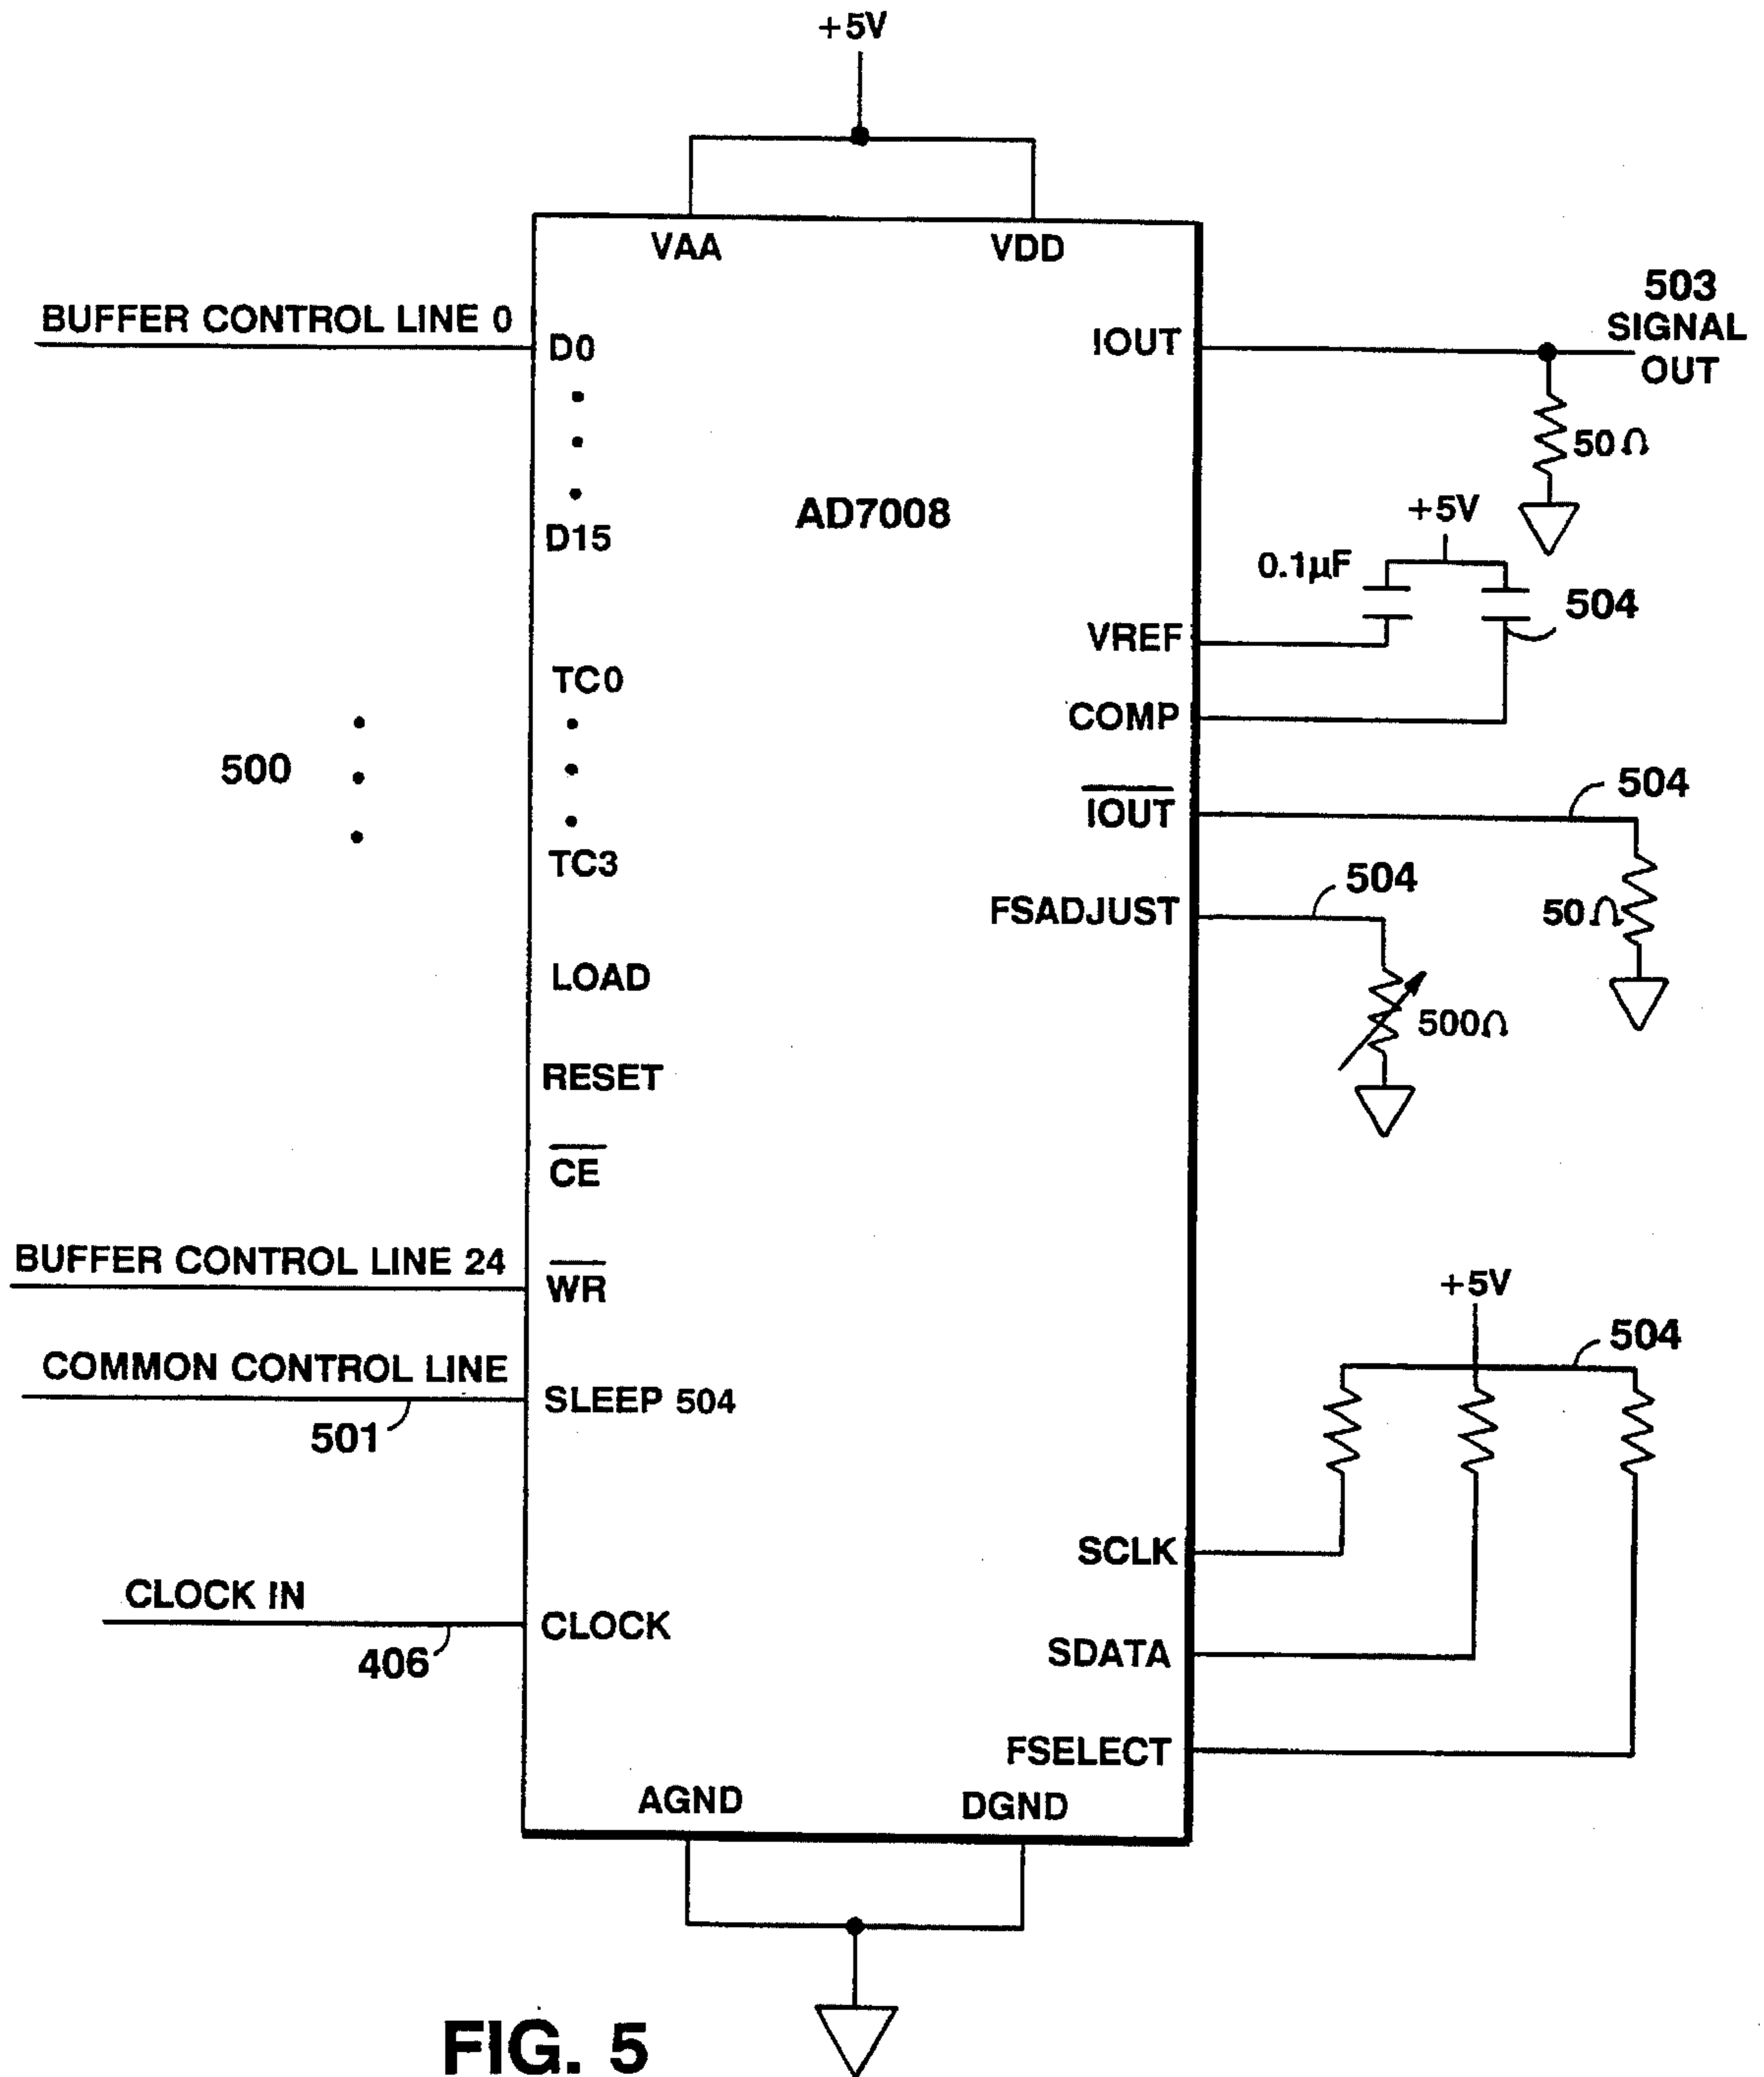 +5V
VAA
VDD
BUFFER CONTROL LINE 0
D0
D15
AD7008
IOUT
503
SIGNAL
OUT
50Ω
+5V
0.1µF
504
VREF
COMP
TC0
500
TC3
IOUT
504
50Ω
FSADJUST
504
500Ω
LOAD
RESET
CE
BUFFER CONTROL LINE 24
WR
COMMON CONTROL LINE
501
SLEEP 504
+5V
504
SCLK
CLOCK IN
406
CLOCK
SDATA
FSELECT
AGND
DGND
FIG. 5